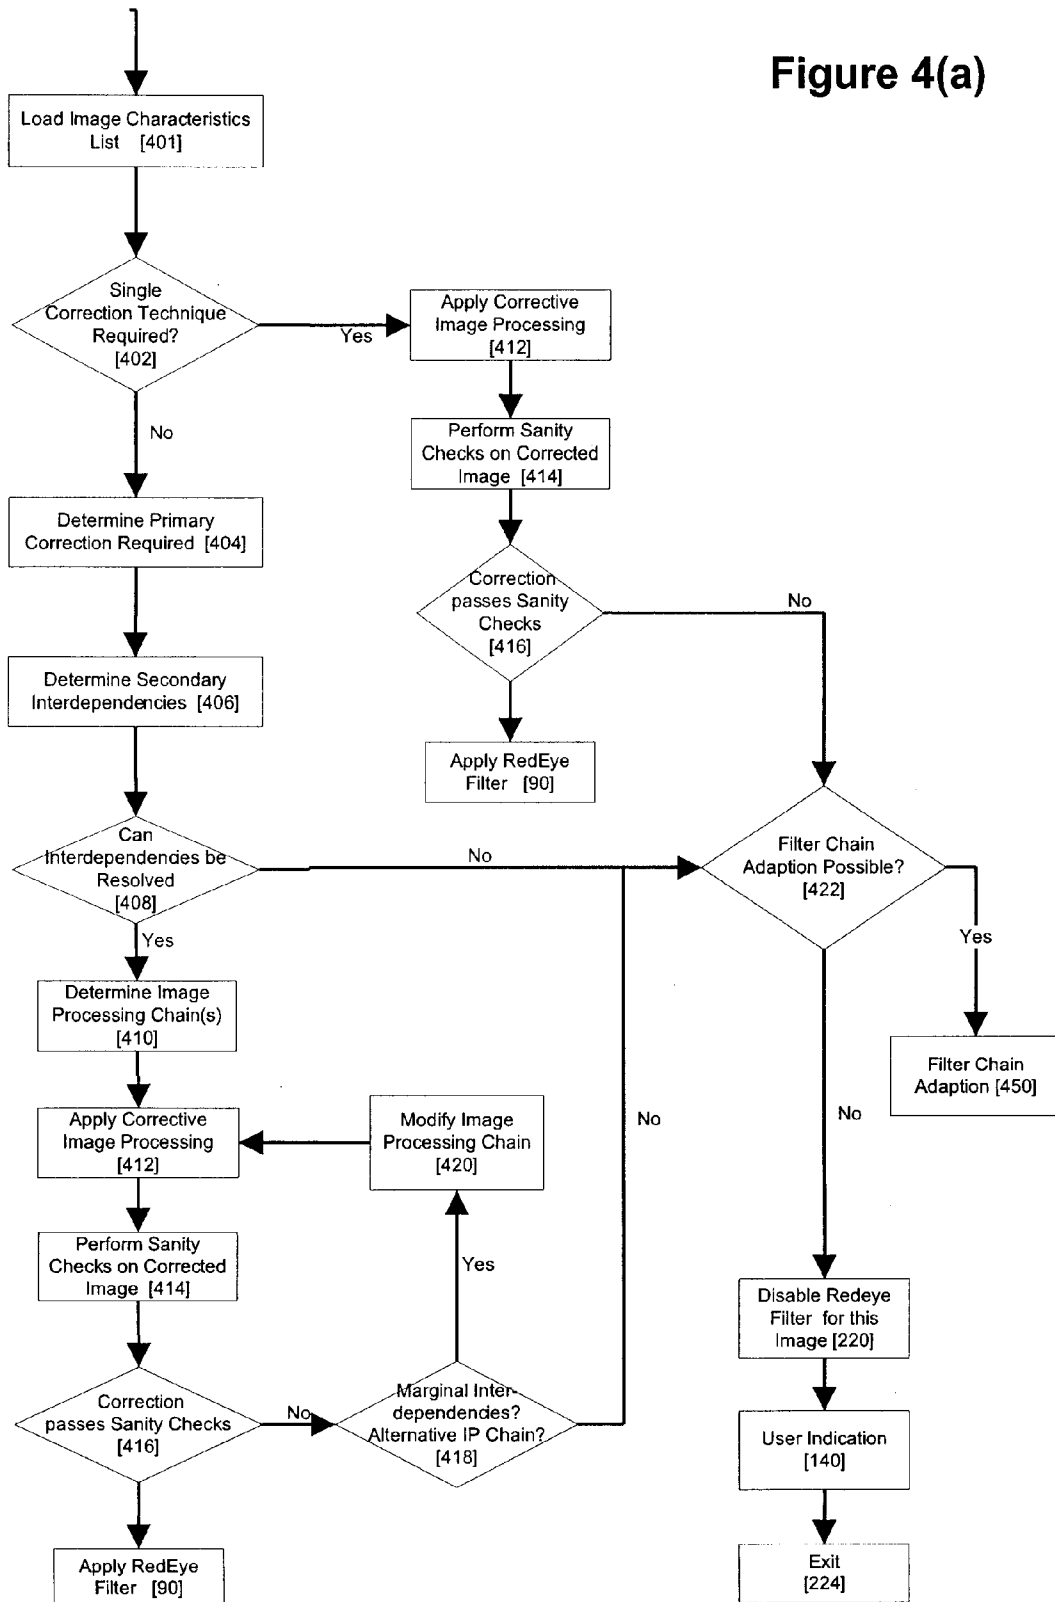 Figure 4(a)
Load Image Characteristics
List [401]
Single
Correction Technique
Required?
[402]
Yes
Apply Corrective
Image Processing
[412]
No
Perform Sanity
Checks on Corrected
Image [414]
Determine Primary
Correction Required [404]
Correction
passes Sanity
Checks
[416]
No
Determine Secondary
Interdependencies [406]
Apply RedEye
Filter [90]
Can
Interdependencies be
Resolved
[408]
No
Filter Chain
Adaption Possible?
[422]
Yes
Yes
Determine Image
Processing Chain(s)
[410]
Filter Chain
Adaption [450]
Apply Corrective
Image Processing
[412]
Modify Image
Processing Chain
[420]
No
No
Perform Sanity
Checks on Corrected
Image [414]
Yes
Disable Redeye
Filter for this
Image [220]
Correction
passes Sanity Checks
[416]
No
Marginal Inter-
dependencies?
Alternative IP Chain?
[418]
User Indication
[140]
Apply RedEye
Filter [90]
Exit
[224]